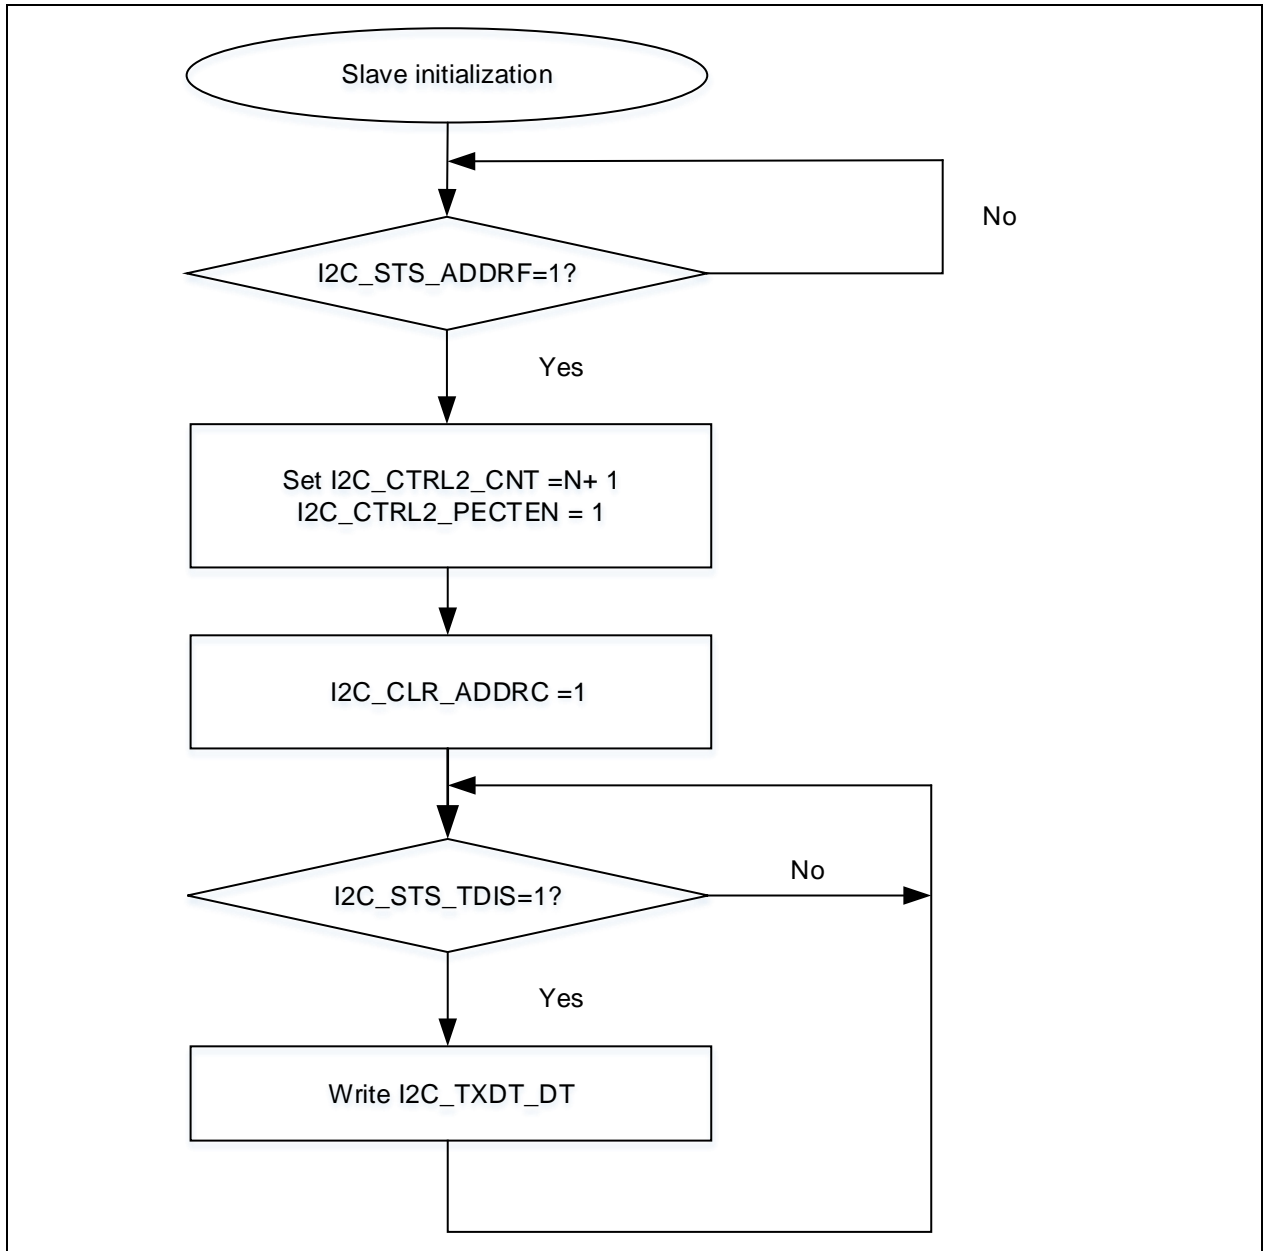 Slave initialization
No
I2C_STS_ADDRF=1?
Yes
Set I2C_CTRL2_CNT =N+ 1
I2C_CTRL2_PECTEN = 1
I2C_CLR_ADDRC =1
No
I2C_STS_TDIS=1?
Yes
Write I2C_TXDT_DT